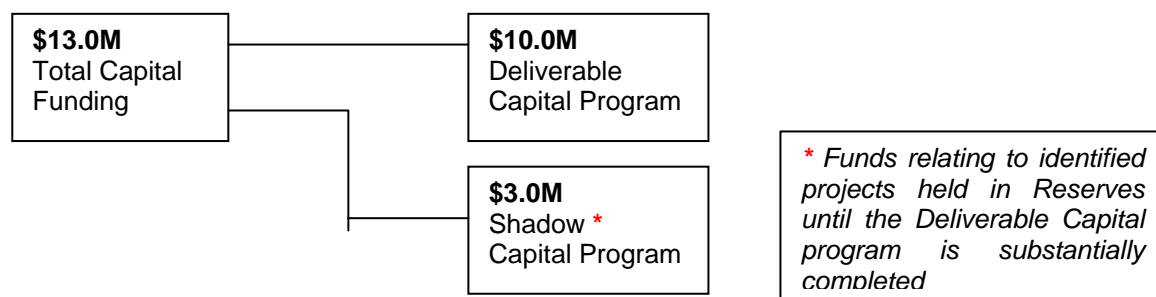 $13.0M
Total Capital
Funding
$10.0M
Deliverable
Capital Program
$3.0M
Shadow *
Capital Program
* Funds relating to identified
projects held in Reserves
until the Deliverable Capital
program is substantially
completed